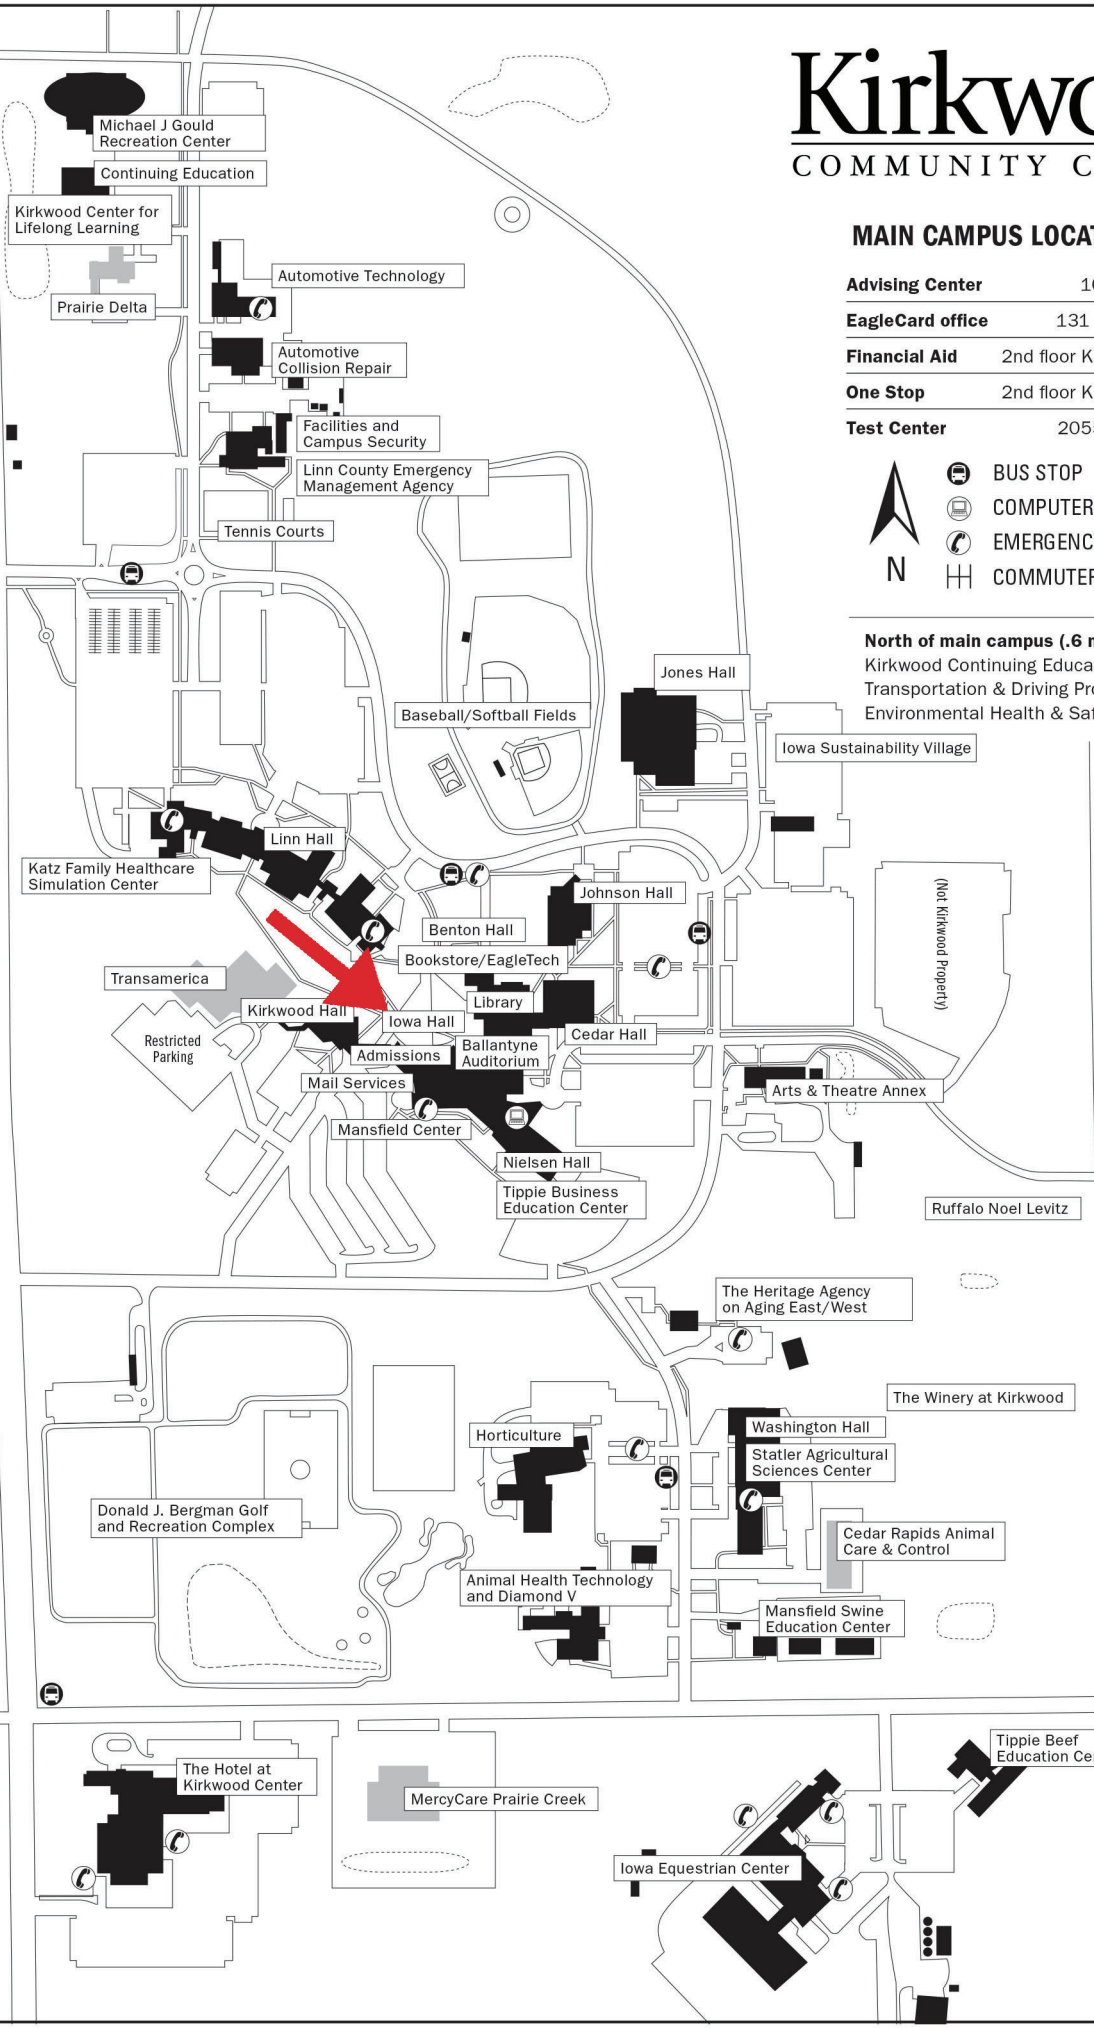 Kirkwo
COMMUNITY C
MAIN CAMPUS LOCAT
Advising Center 10
EagleCard office 131
Financial Aid 2nd floor K
One Stop 2nd floor K
Test Center 205
BUS STOP
COMPUTER
EMERGENC
COMMUTER
N
North of main campus (.6 m
Kirkwood Continuing Educa
Transportation & Driving Pro
Environmental Health & Saf
Michael J Gould
Recreation Center
Continuing Education
Kirkwood Center for
Lifelong Learning
Prairie Delta
Automotive Technology
Automotive
Collision Repair
Facilities and
Campus Security
Linn County Emergency
Management Agency
Tennis Courts
Jones Hall
Baseball/Softball Fields
Iowa Sustainability Village
Linn Hall
Katz Family Healthcare
Simulation Center
Johnson Hall
(Not Kirkwood Property)
Benton Hall
Bookstore/EagleTech
Transamerica
Library
Kirkwood Hall
Iowa Hall
Cedar Hall
Restricted
Parking
Admissions
Ballantyne
Auditorium
Mail Services
Arts & Theatre Annex
Mansfield Center
Nielsen Hall
Tippie Business
Education Center
Ruffalo Noel Levitz
The Heritage Agency
on Aging East/West
The Winery at Kirkwood
Horticulture
Washington Hall
Statler Agricultural
Sciences Center
Donald J. Bergman Golf
and Recreation Complex
Cedar Rapids Animal
Care & Control
Animal Health Technology
and Diamond V
Mansfield Swine
Education Center
Tippie Beef
Education Ce
The Hotel at
Kirkwood Center
MercyCare Prairie Creek
Iowa Equestrian Center